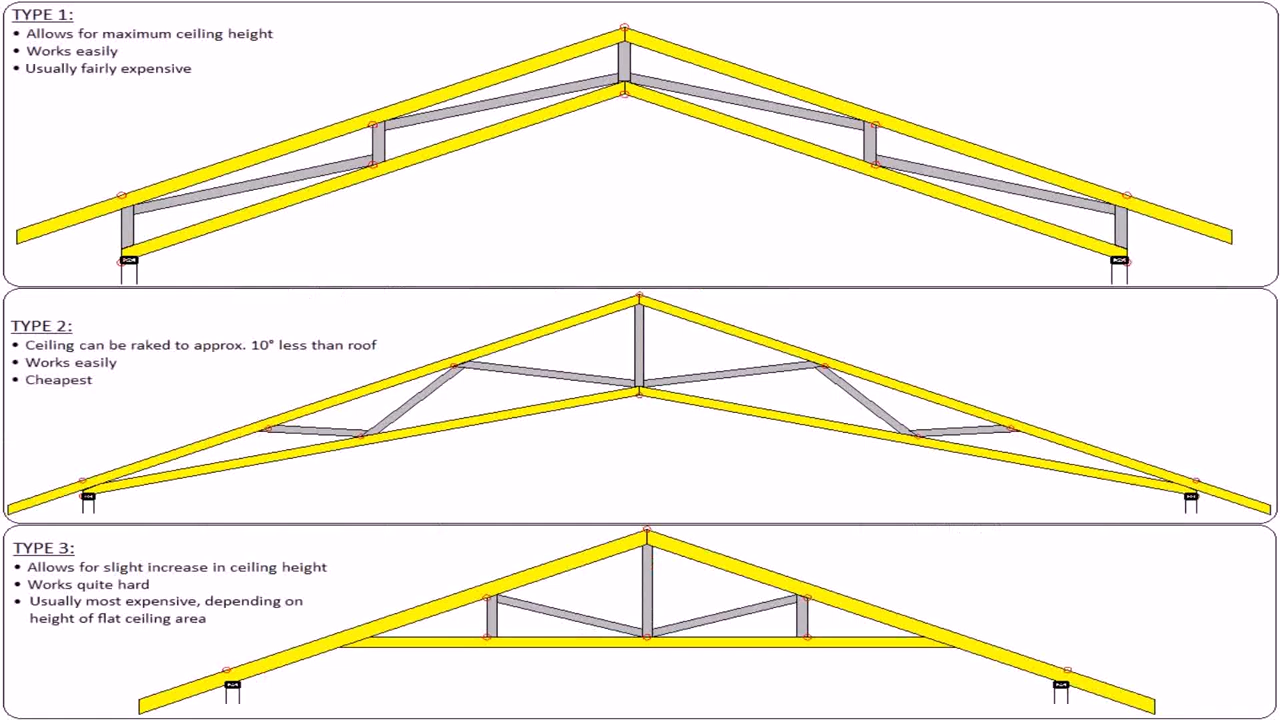 TYPE 1:
• Allows for maximum ceiling height
• Works easily
• Usually fairly expensive
TYPE 2:
• Ceiling can be raked to approx. 10° less than roof
• Works easily
• Cheapest
TYPE 3:
• Allows for slight increase in ceiling height
• Works quite hard
• Usually most expensive, depending on
height of flat ceiling area